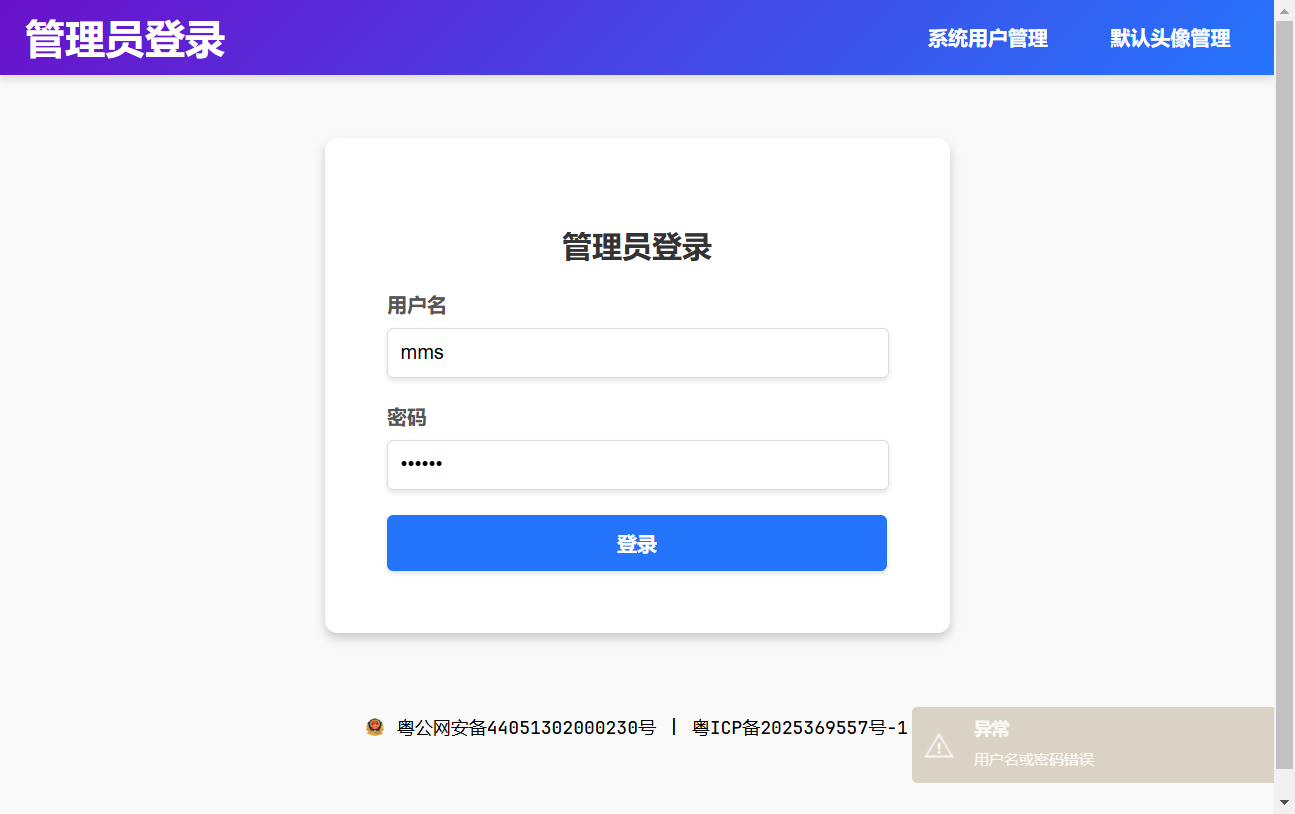 管理员登录
系统用户管理
默认头像管理
管理员登录
用户名
mms
密码
••••••
登录
粤公网安备44051302000230号 | 粤ICP备2025369557号-1
异常
用户名或密码错误